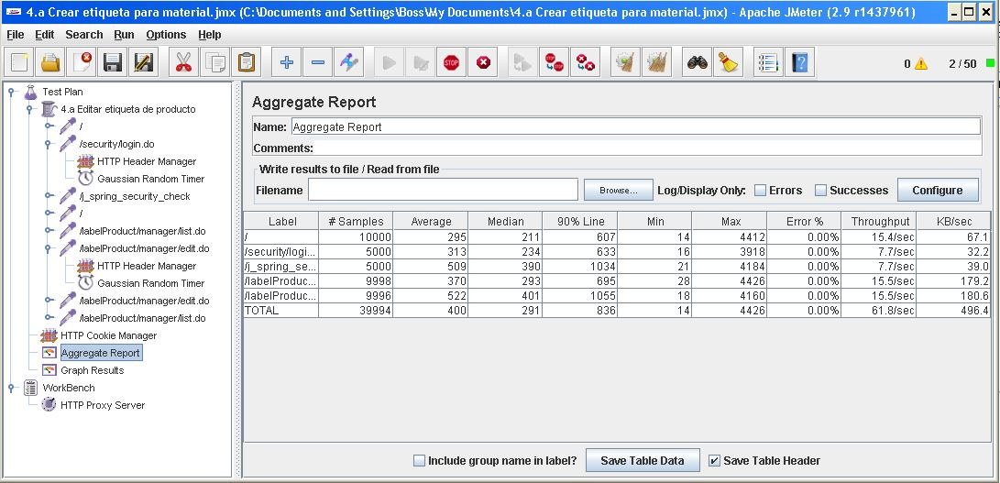 4.a Crear etiqueta para material.jmx (C:\Documents and Settings\Boss\My Documents\4.a Crear etiqueta para material.jmx) - Apache JMeter (2.9 r1437961)
File Edit Search Run Options Help
STOP 0 2 / 50
Test Plan
4.a Editar etiqueta de producto
/
/security/login.do
HTTP Header Manager
Gaussian Random Timer
/j_spring_security_check
/
/labelProduct/manager/list.do
/labelProduct/manager/edit.do
HTTP Header Manager
Gaussian Random Timer
/labelProduct/manager/edit.do
/labelProduct/manager/list.do
HTTP Cookie Manager
Aggregate Report
Graph Results
WorkBench
HTTP Proxy Server
Aggregate Report
Name: Aggregate Report
Comments:
Write results to file / Read from file
Filename Browse... Log/Display Only: Errors Successes Configure
Label # Samples Average Median 90% Line Min Max Error % Throughput KB/sec
/ 10000 295 211 607 14 4412 0.00% 15.4/sec 67.1
/security/logi... 5000 313 234 633 16 3918 0.00% 7.7/sec 32.2
/j_spring_se... 5000 509 390 1034 21 4184 0.00% 7.7/sec 39.0
/labelProduc... 9998 370 293 695 28 4426 0.00% 15.5/sec 179.2
/labelProduc... 9996 522 401 1055 18 4160 0.00% 15.5/sec 180.6
TOTAL 39994 400 291 836 14 4426 0.00% 61.8/sec 496.4
Include group name in label? Save Table Data Save Table Header